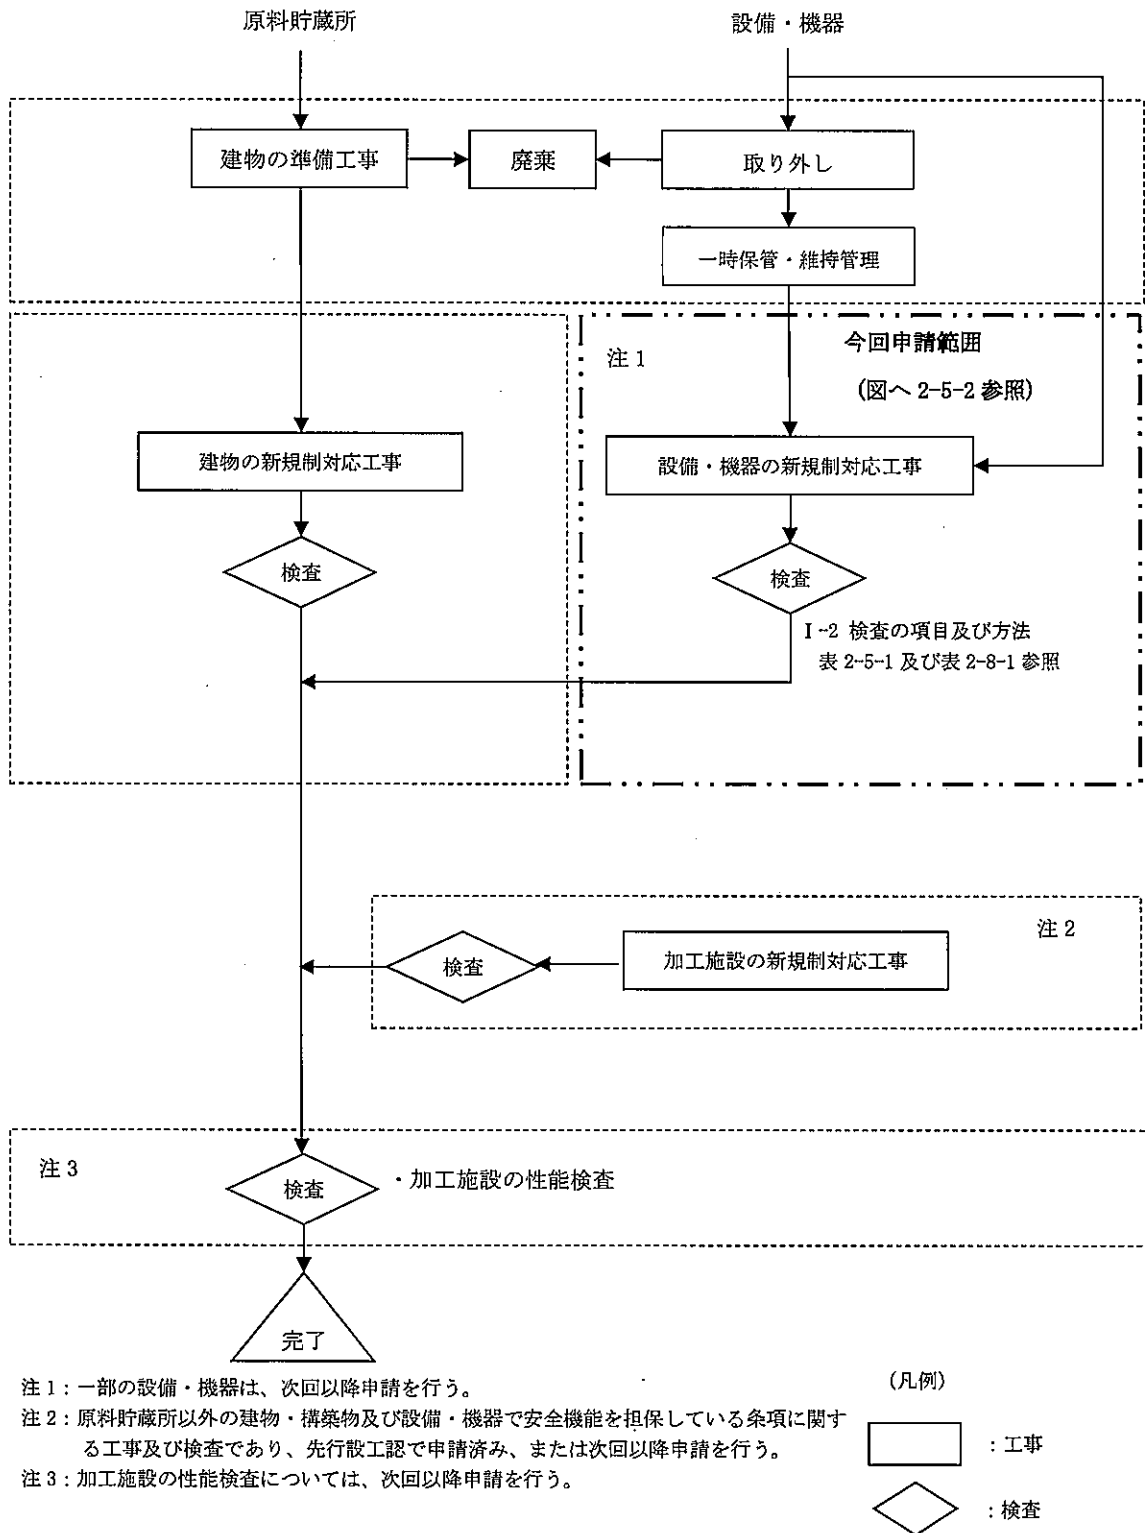 原料貯蔵所
設備・機器
建物の準備工事
廃棄
取り外し
一時保管・維持管理
注1
今回申請範囲
(図へ 2-5-2 参照)
建物の新規制対応工事
設備・機器の新規制対応工事
検査
検査
Ⅰ-2 検査の項目及び方法
表 2-5-1 及び表 2-8-1 参照
注2
検査
加工施設の新規制対応工事
注3
検査
・加工施設の性能検査
完了
注1:一部の設備・機器は、次回以降申請を行う。
注2:原料貯蔵所以外の建物・構築物及び設備・機器で安全機能を担保している条項に関す
る工事及び検査であり、先行設工認で申請済み、または次回以降申請を行う。
注3:加工施設の性能検査については、次回以降申請を行う。
(凡例)
:工事
:検査